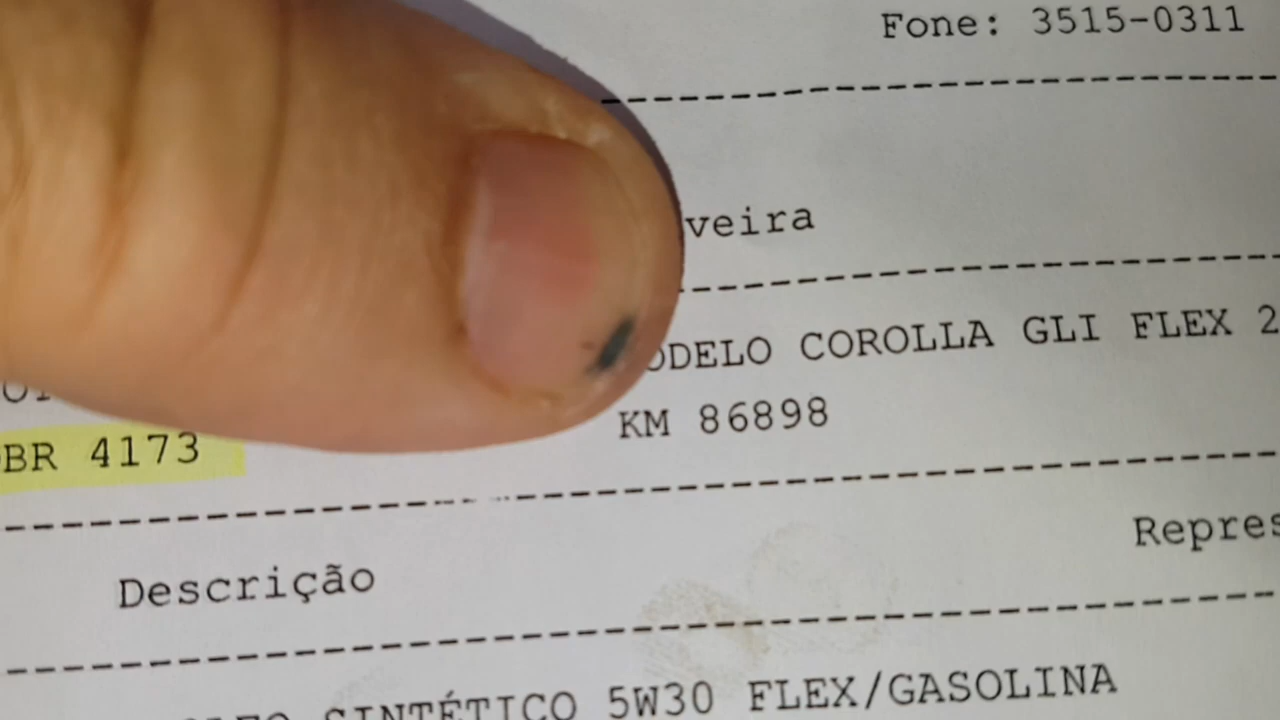 Fone: 3515-0311
veira
ODELO COROLLA GLI FLEX 2
BR 4173 KM 86898
Descrição Repres
SINTÉTICO 5W30 FLEX/GASOLINA